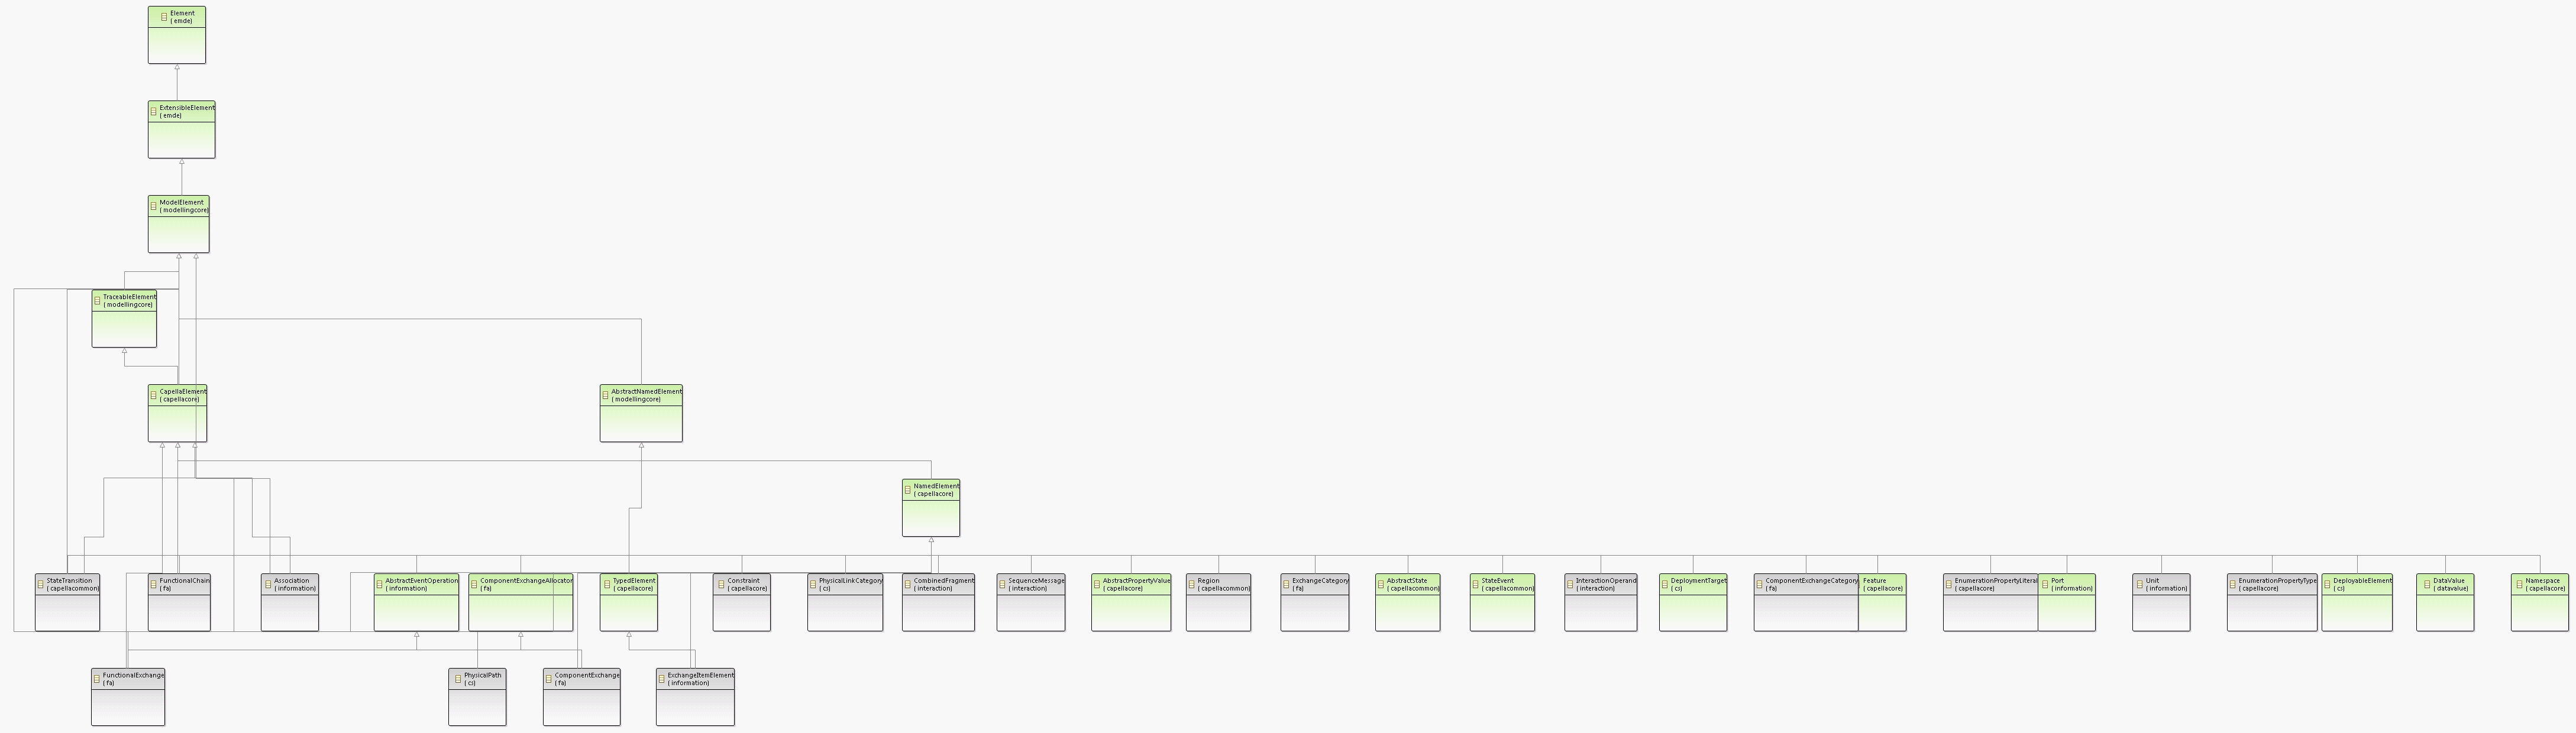 Element
( emde)
ExtensibleElement
( emde)
ModelElement
( modellingcore)
TraceableElement
( modellingcore)
CapellaElement
( capellacore)
AbstractNamedElement
( modellingcore)
NamedElement
( capellacore)
StateTransition
( capellacommon)
FunctionalChain
( fa)
Association
( information)
AbstractEventOperation
( information)
ComponentExchangeAllocator
( fa)
TypedElement
( capellacore)
Constraint
( capellacore)
PhysicalLinkCategory
( cs)
CombinedFragment
( interaction)
SequenceMessage
( interaction)
AbstractPropertyValue
( capellacore)
Region
( capellacommon)
ExchangeCategory
( fa)
AbstractState
( capellacommon)
StateEvent
( capellacommon)
InteractionOperand
( interaction)
DeploymentTarget
( cs)
ComponentExchangeCategory
( fa)
Feature
( capellacore)
EnumerationPropertyLiteral
( capellacore)
Port
( information)
Unit
( information)
EnumerationPropertyType
( capellacore)
DeployableElement
( cs)
DataValue
( datavalue)
Namespace
( capellacore)
FunctionalExchange
( fa)
PhysicalPath
( cs)
ComponentExchange
( fa)
ExchangeItemElement
( information)